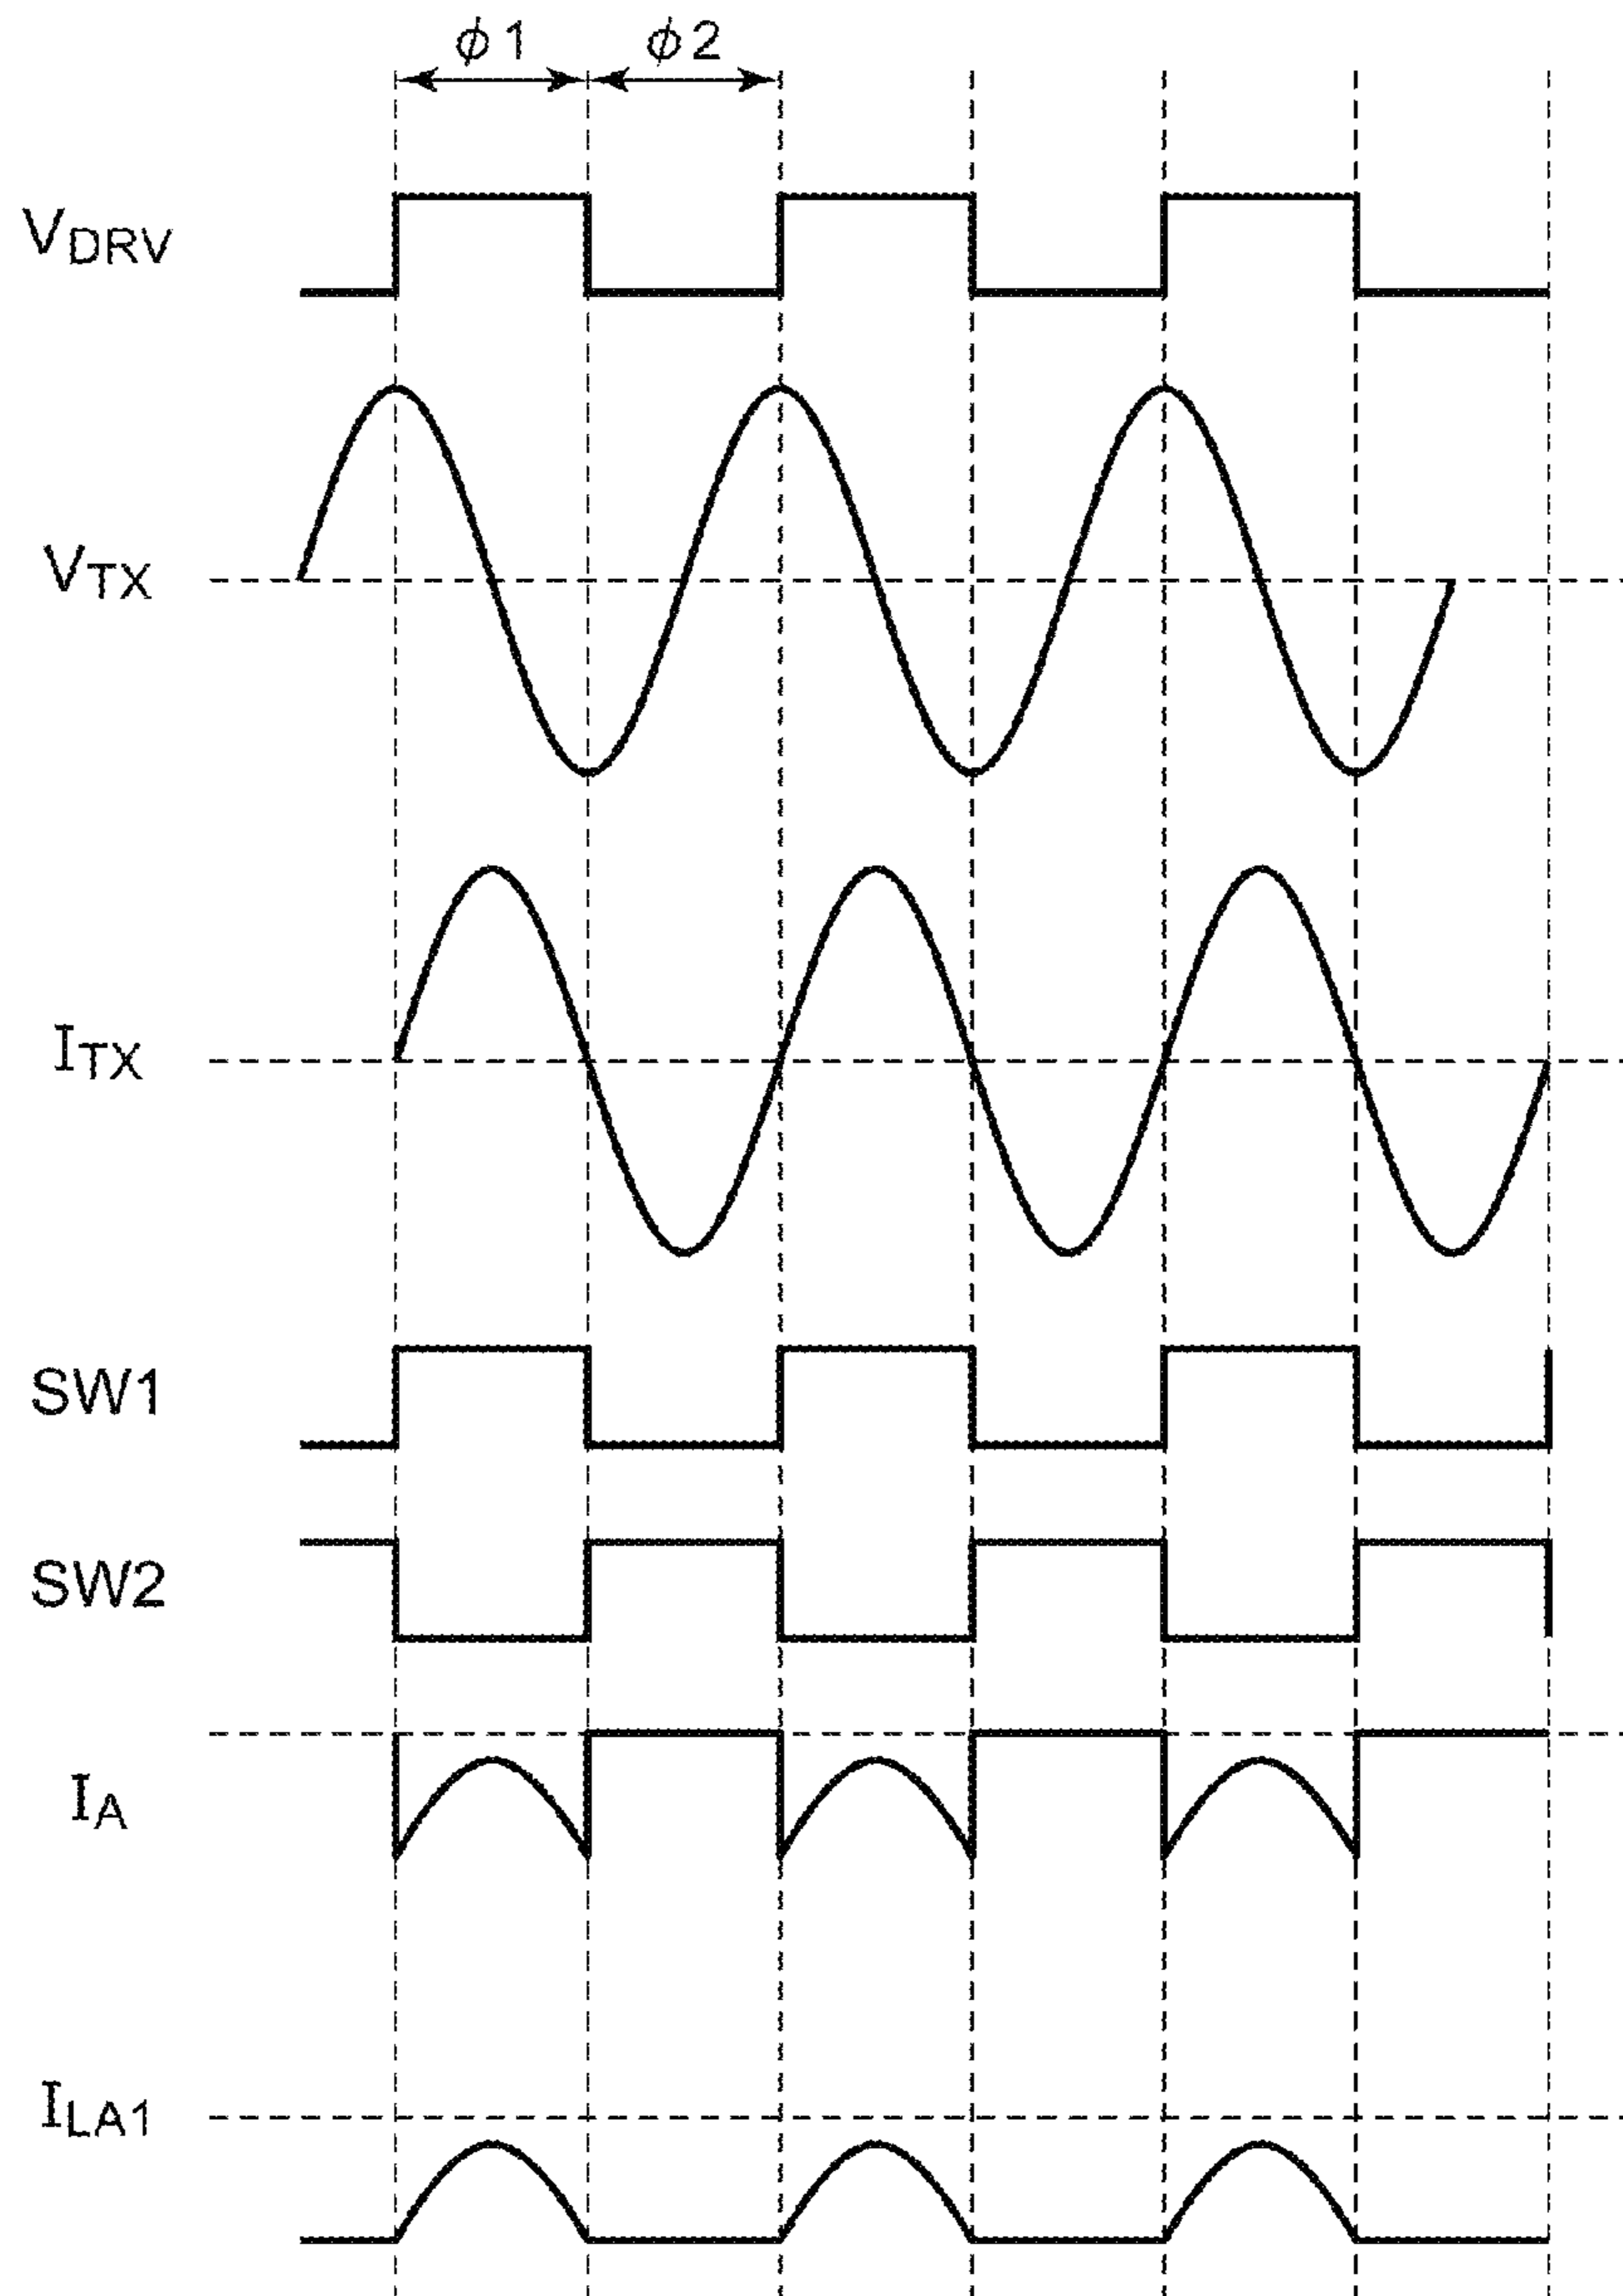 ϕ1 ϕ2
VDRV
VTX
ITX
SW1
SW2
IA
ILA1